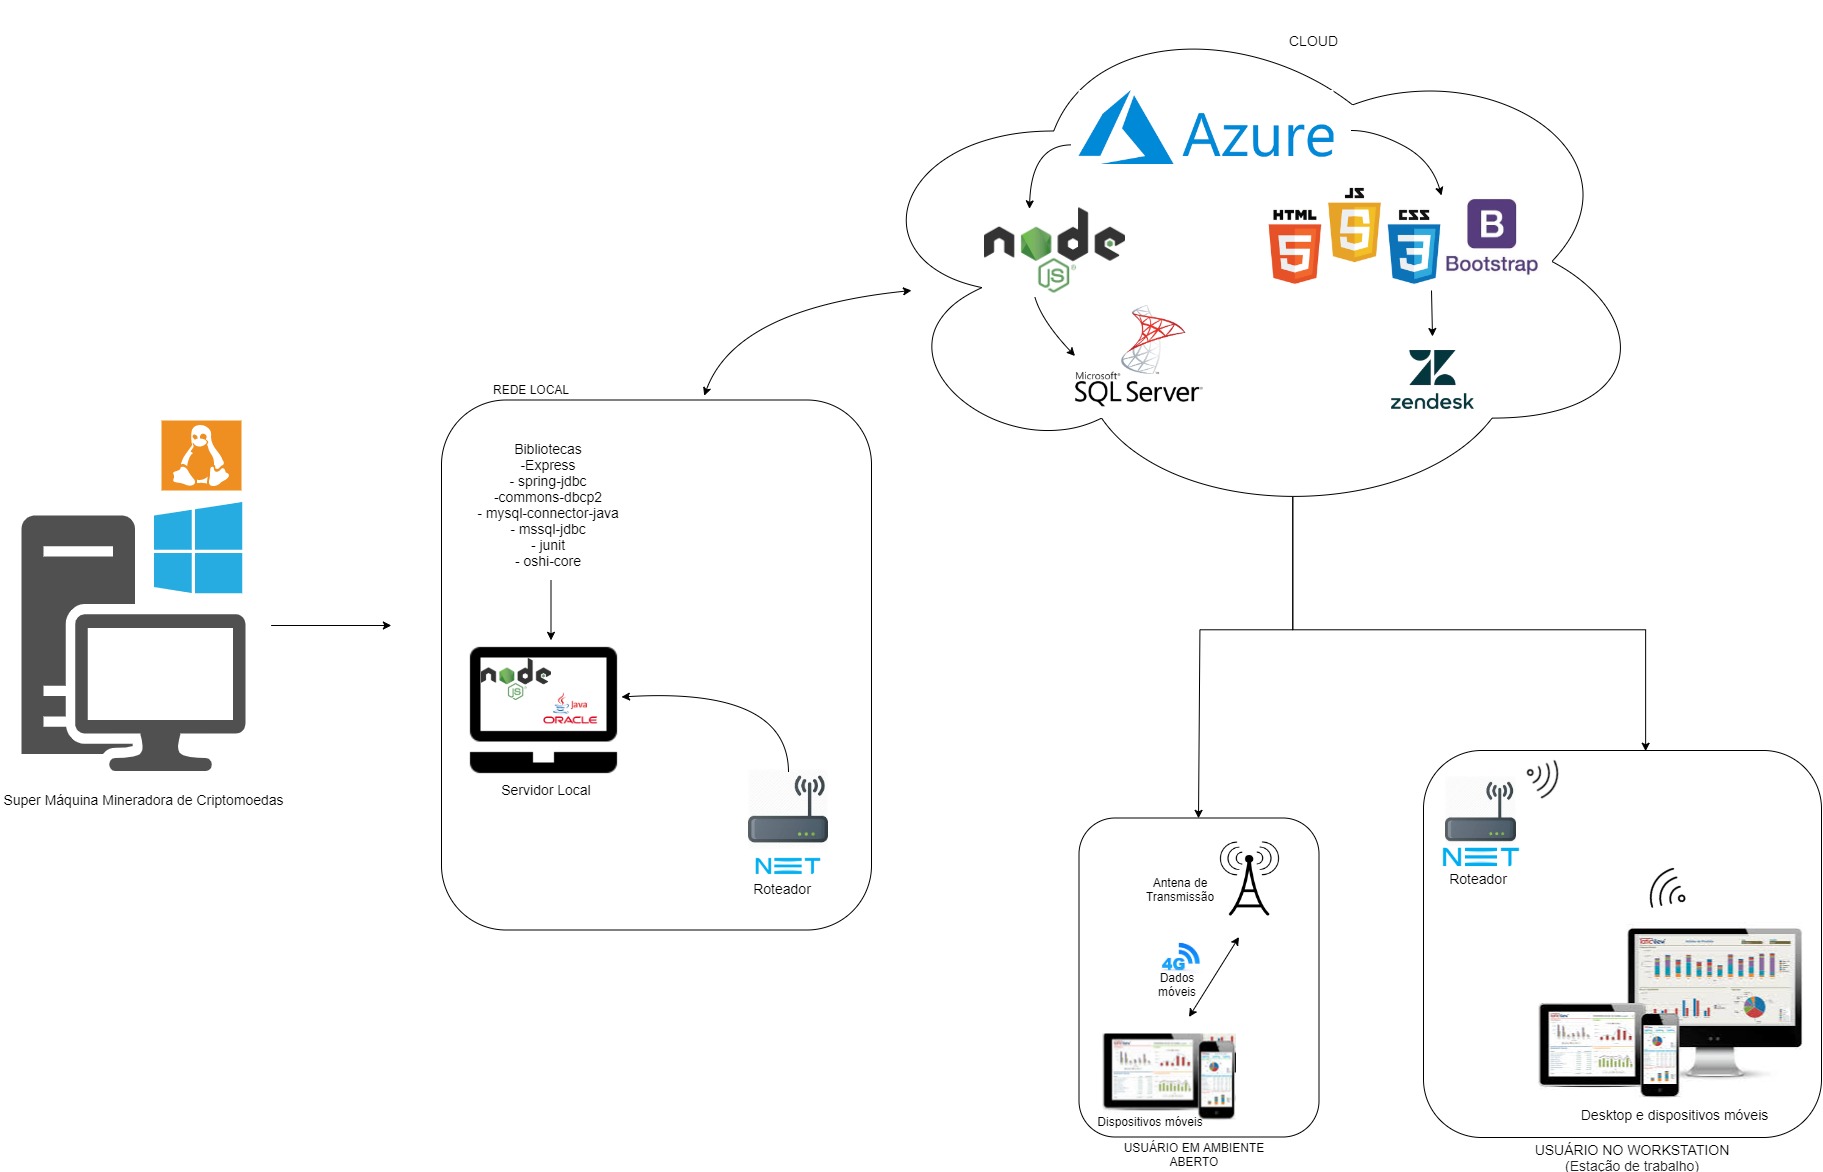 CLOUD
Azure
JS
HTML
5
5
CSS
3
B
Bootstrap
node
JS
Microsoft
SQL Server
zendesk
REDE LOCAL
Bibliotecas
-Express
- spring-jdbc
-commons-dbcp2
- mysql-connector-java
- mssql-jdbc
- junit
- oshi-core
node
JS
Java
ORACLE
Servidor Local
NET
Roteador
Super Máquina Mineradora de Criptomoedas
Antena de
Transmissão
4G
Dados
móveis
Dispositivos móveis
USUÁRIO EM AMBIENTE
ABERTO
NET
Roteador
Desktop e dispositivos móveis
USUÁRIO NO WORKSTATION
(Estação de trabalho)